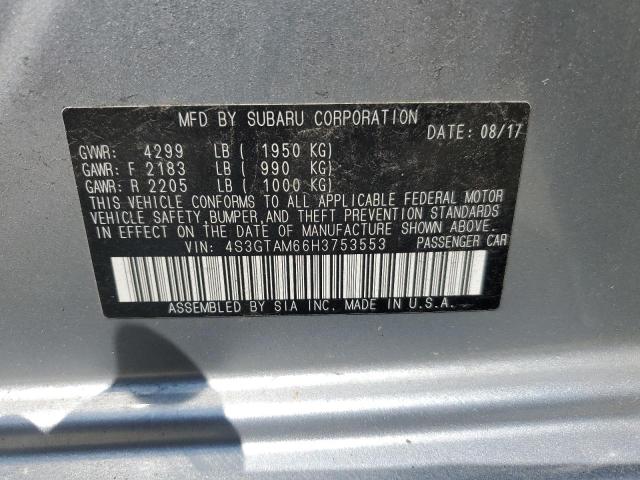 MFD BY SUBARU CORPORATION
DATE: 08/17
GVWR: 4299 LB ( 1950 KG)
GAWR: F 2183 LB ( 990 KG)
GAWR: R 2205 LB ( 1000 KG)
THIS VEHICLE CONFORMS TO ALL APPLICABLE FEDERAL MOTOR
VEHICLE SAFETY, BUMPER, AND THEFT PREVENTION STANDARDS
IN EFFECT ON THE DATE OF MANUFACTURE SHOWN ABOVE.
VIN: 4S3GTAM66H3753553 PASSENGER CAR
ASSEMBLED BY SIA INC. MADE IN U.S.A.